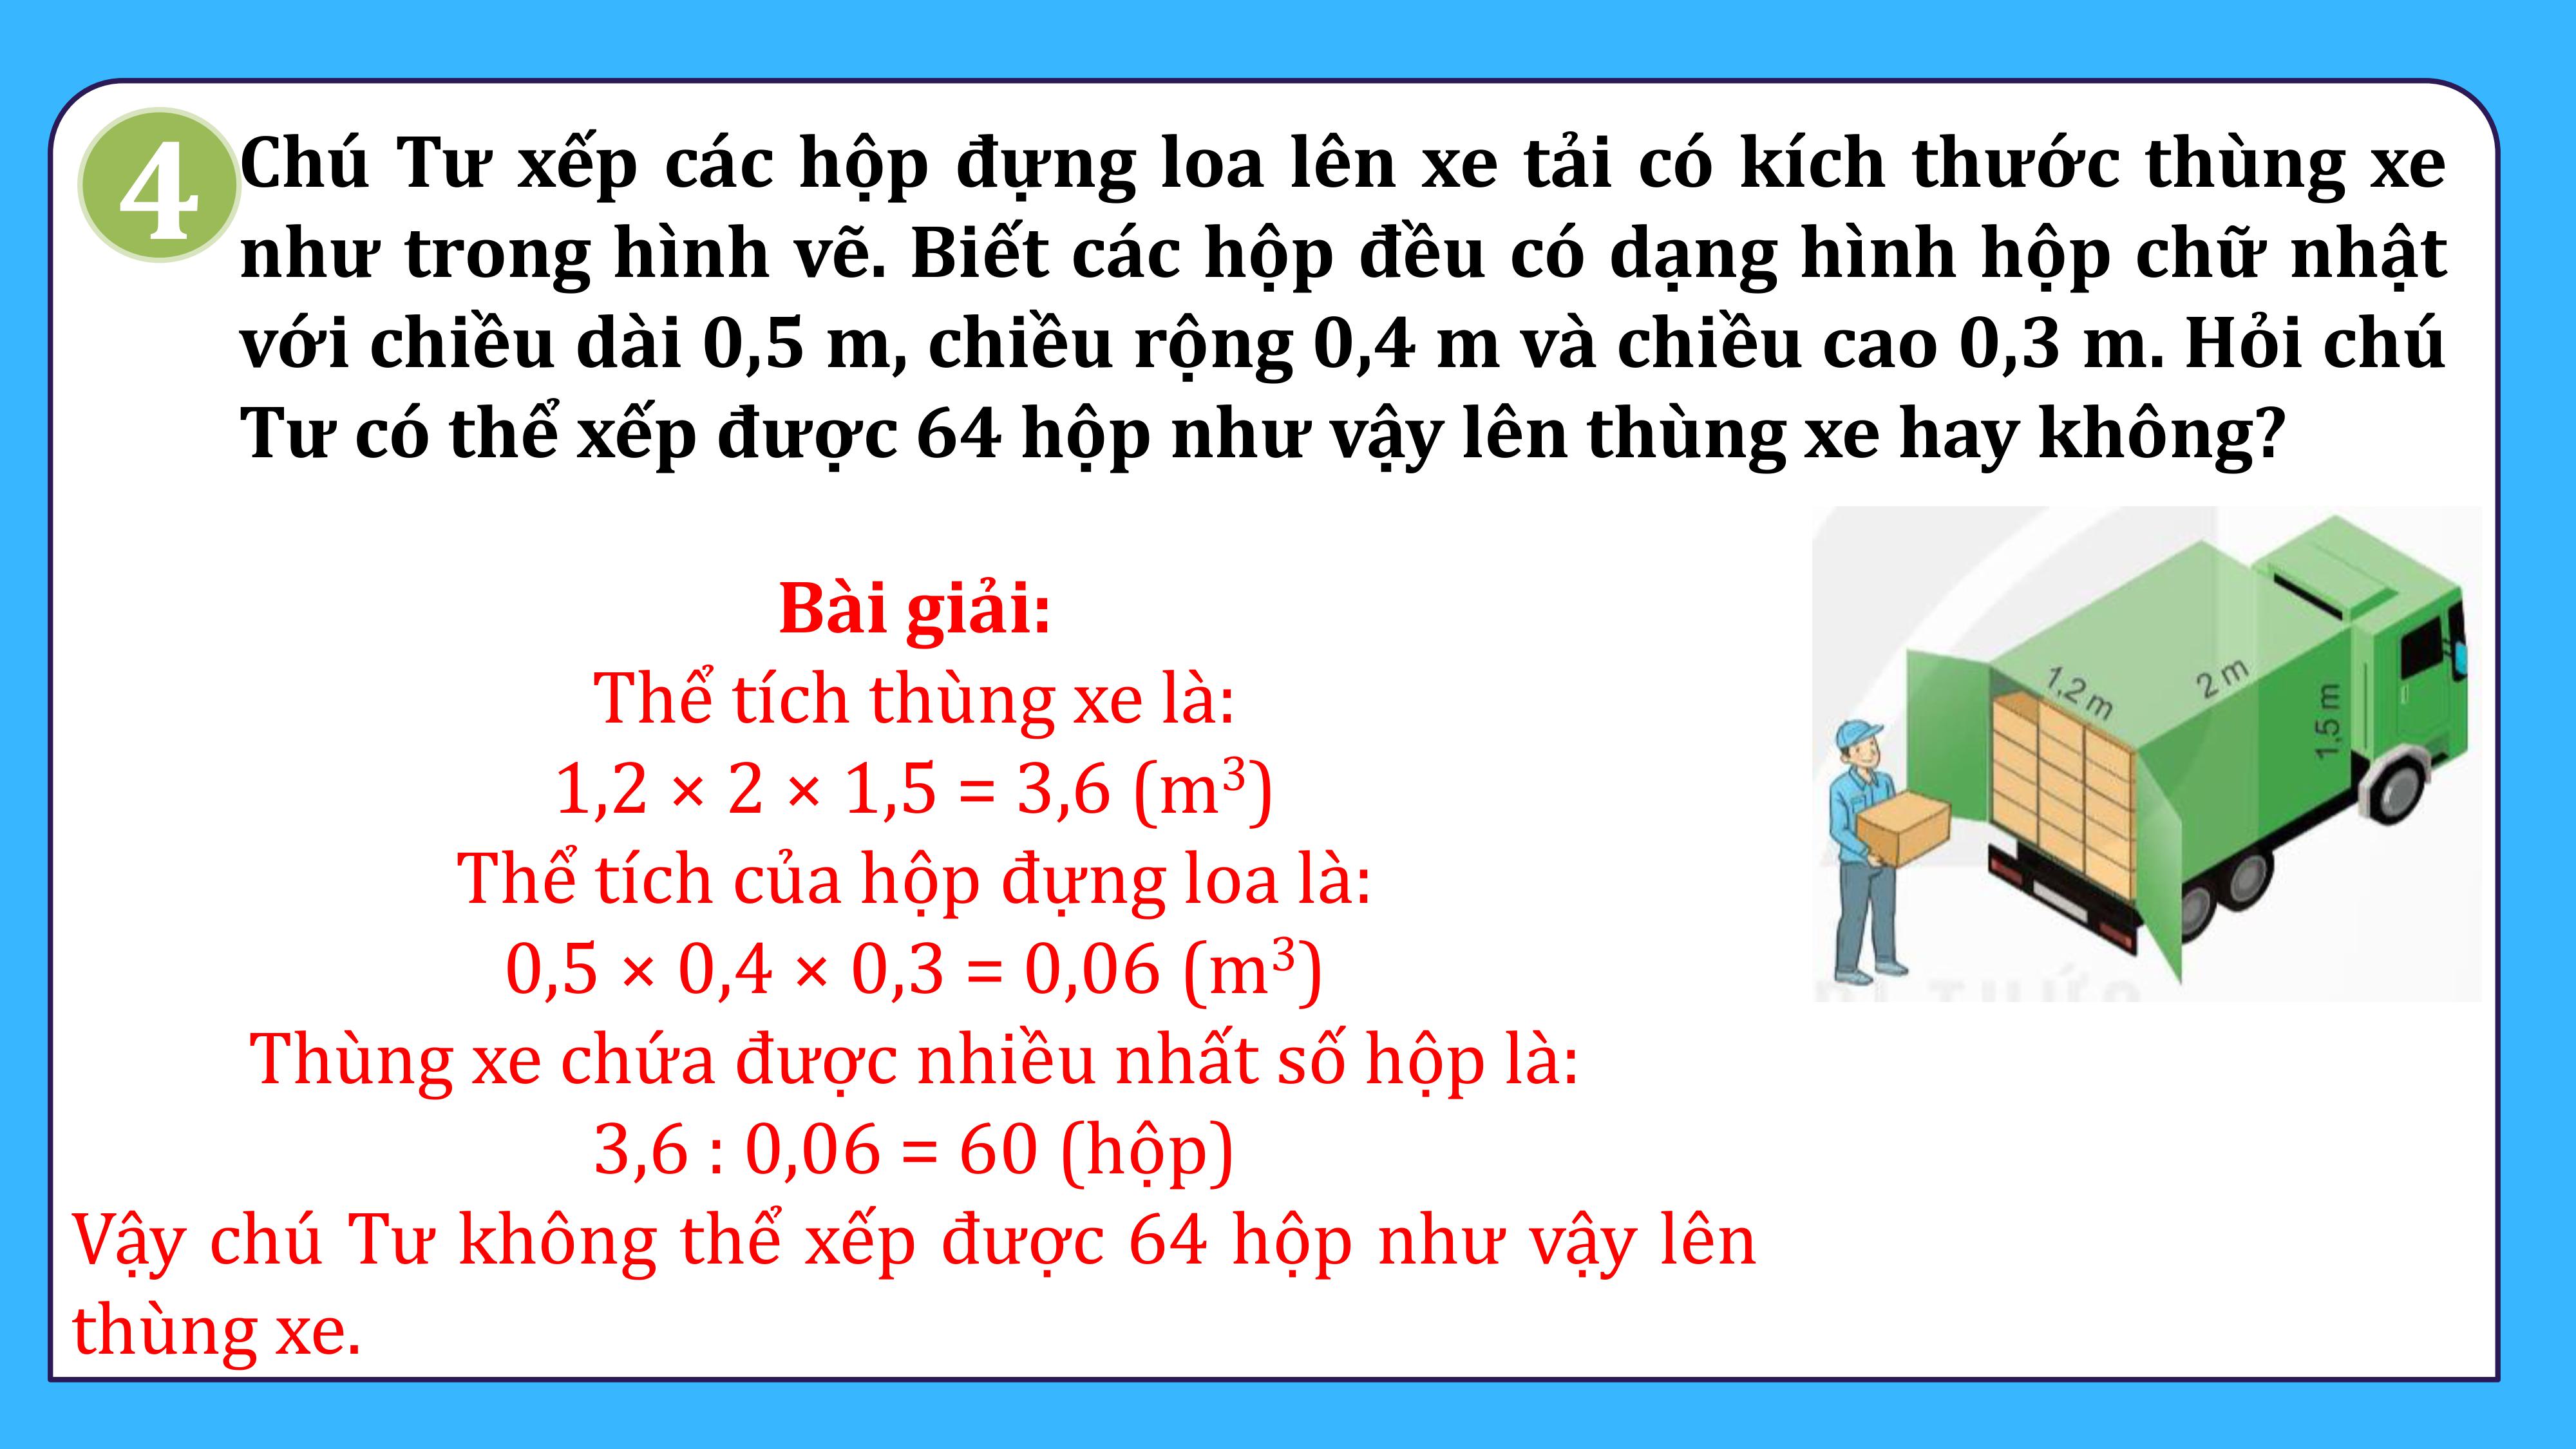 4
Chú Tư xếp các hộp đựng loa lên xe tải có kích thước thùng xe
như trong hình vẽ. Biết các hộp đều có dạng hình hộp chữ nhật
với chiều dài 0,5 m, chiều rộng 0,4 m và chiều cao 0,3 m. Hỏi chú
Tư có thể xếp được 64 hộp như vậy lên thùng xe hay không?
Bài giải:
Thể tích thùng xe là:
1,2 × 2 × 1,5 = 3,6 (m³)
Thể tích của hộp đựng loa là:
0,5 × 0,4 × 0,3 = 0,06 (m³)
Thùng xe chứa được nhiều nhất số hộp là:
3,6 : 0,06 = 60 (hộp)
Vậy chú Tư không thể xếp được 64 hộp như vậy lên
thùng xe.
1,2 m
2 m
1,5 m